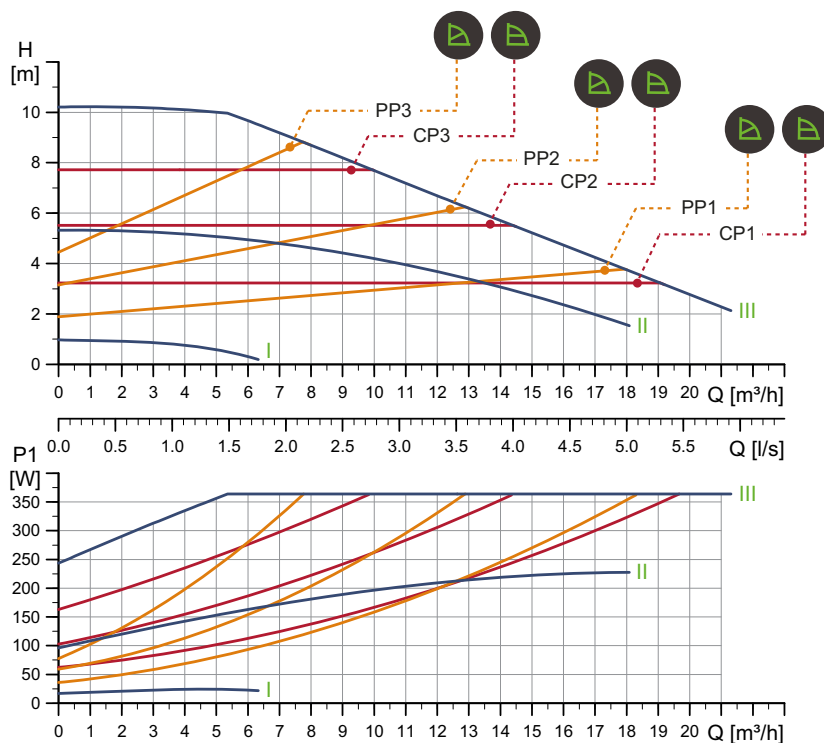 H
[m]
PP3
CP3
PP2
CP2
PP1
CP1
10
8
6
4
2
0
I
II
III
0 1 2 3 4 5 6 7 8 9 10 11 12 13 14 15 16 17 18 19 20 Q [m³/h]
0.0 0.5 1.0 1.5 2.0 2.5 3.0 3.5 4.0 4.5 5.0 5.5 Q [l/s]
P1
[W]
350
300
250
200
150
100
50
0
III
II
I
0 1 2 3 4 5 6 7 8 9 10 11 12 13 14 15 16 17 18 19 20 Q [m³/h]